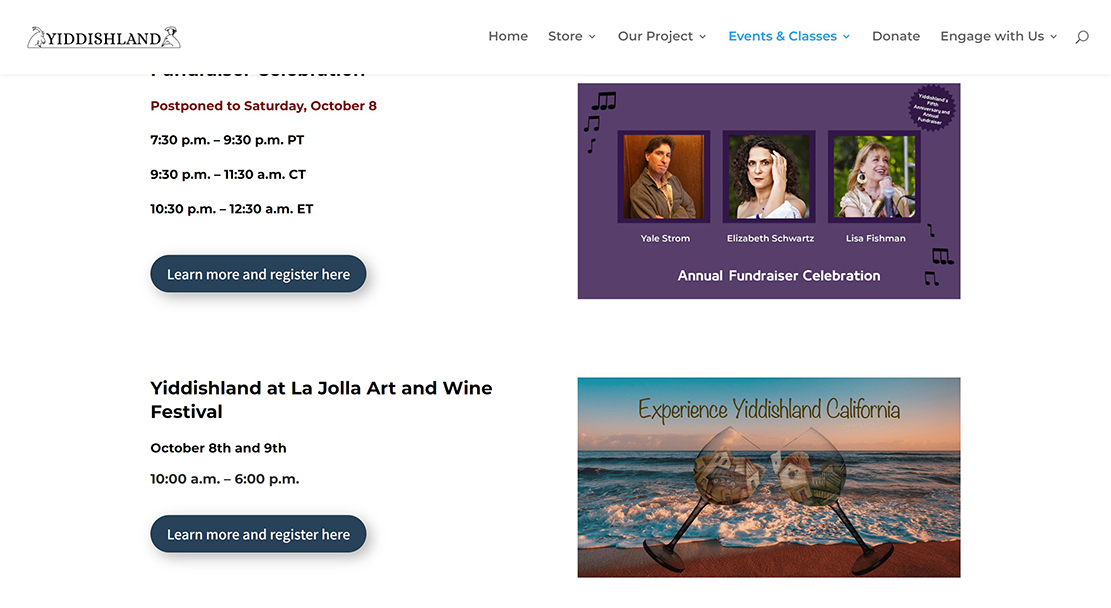 YIDDISHLAND
Home Store Our Project Events & Classes Donate Engage with Us
Fundraiser Celebration
Postponed to Saturday, October 8
7:30 p.m. – 9:30 p.m. PT
9:30 p.m. – 11:30 a.m. CT
10:30 p.m. – 12:30 a.m. ET
Learn more and register here
Yiddishland's
Fifth
Anniversary and
Annual
Fundraiser
Yale Strom Elizabeth Schwartz Lisa Fishman
Annual Fundraiser Celebration
Yiddishland at La Jolla Art and Wine
Festival
October 8th and 9th
10:00 a.m. – 6:00 p.m.
Learn more and register here
Experience Yiddishland California